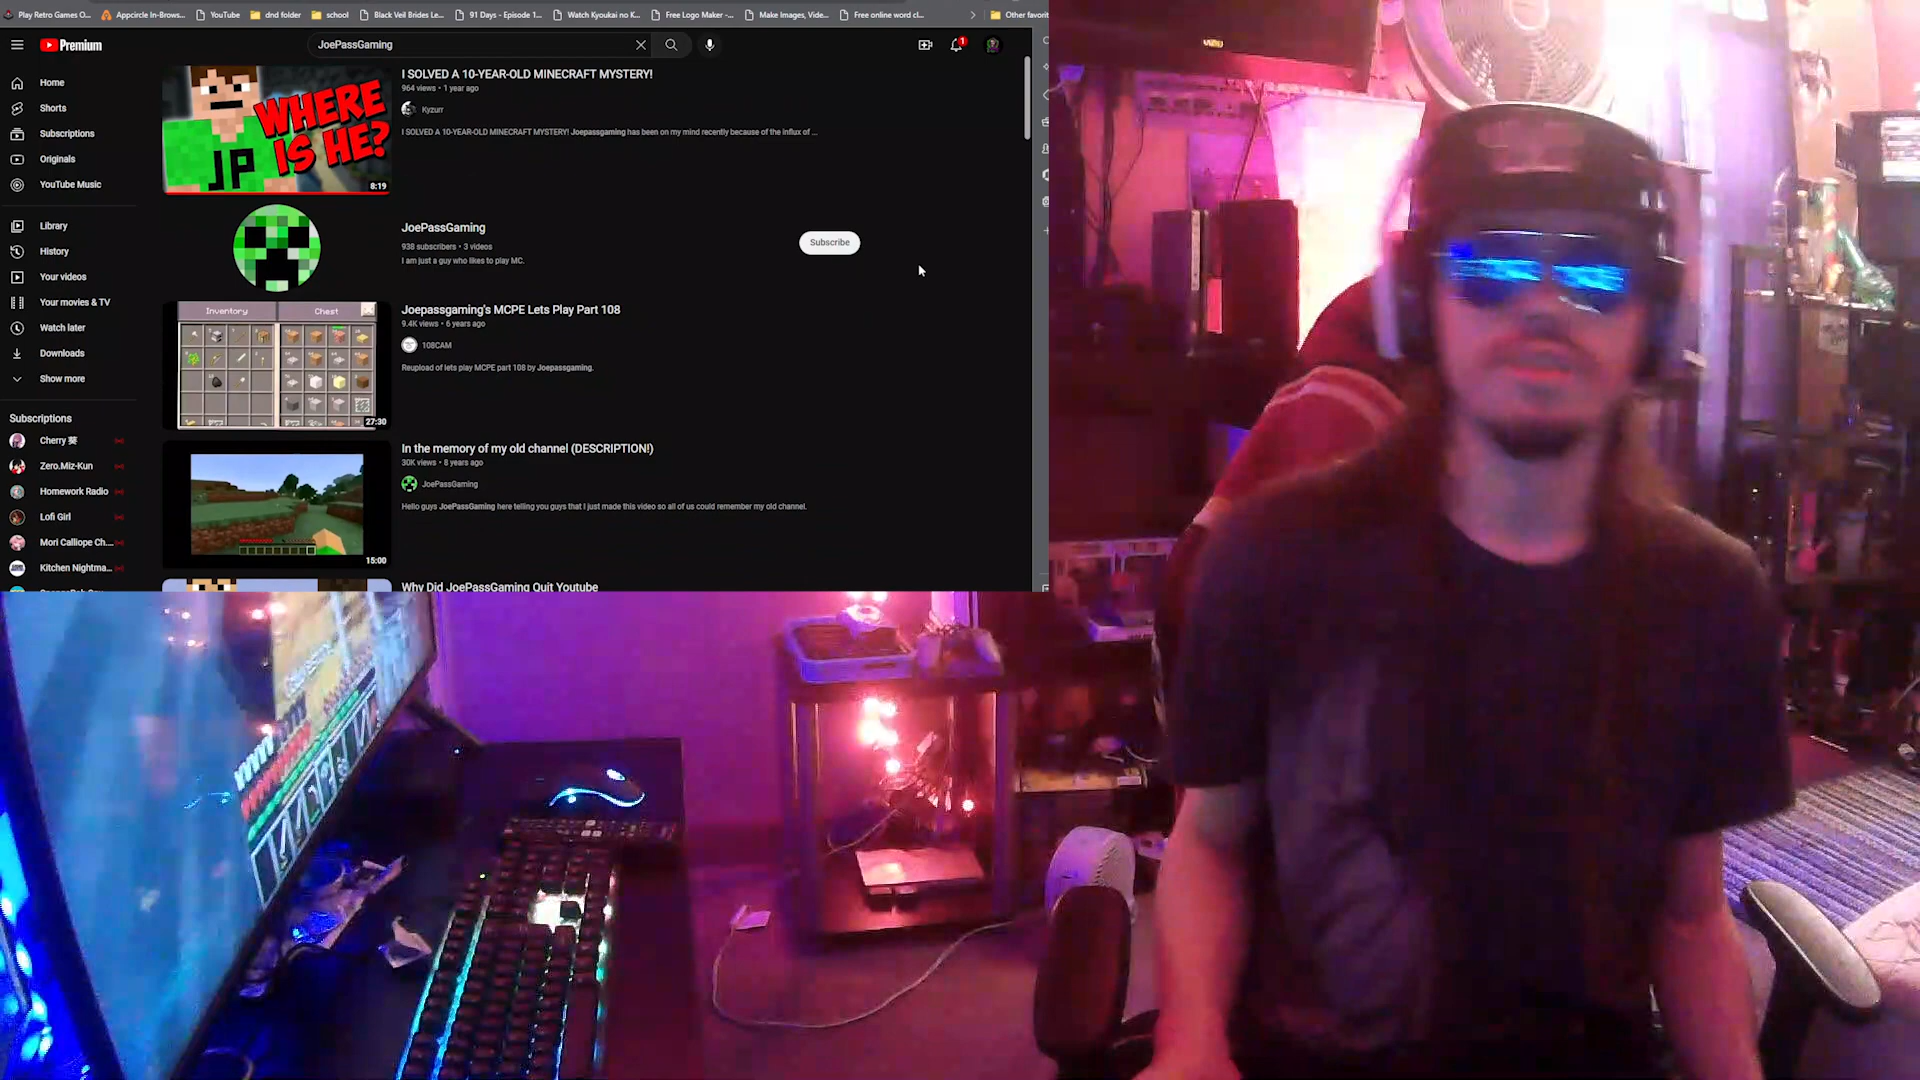 Play Retro Games O...
Appcircle In-Brows...
YouTube
dnd folder
school
Black Veil Brides Le...
91 Days - Episode 1...
Watch Kyoukai no K...
Free Logo Maker -...
Make Images, Vide...
Free online word cl...
Other favorit
Premium
JoePassGaming
1
Home
Shorts
Subscriptions
Originals
YouTube Music
Library
History
Your videos
Your movies & TV
Watch later
Downloads
Show more
Subscriptions
Cherry 葵
Zero.Miz-Kun
Homework Radio
Lofi Girl
Mori Calliope Ch...
Kitchen Nightma...
WHERE
IS HE?
JP
8:19
I SOLVED A 10-YEAR-OLD MINECRAFT MYSTERY!
964 views • 1 year ago
Kyzurr
I SOLVED A 10-YEAR-OLD MINECRAFT MYSTERY! Joepassgaming has been on my mind recently because of the influx of ...
JoePassGaming
938 subscribers • 3 videos
I am just a guy who likes to play MC.
Subscribe
Inventory
Chest
27:30
Joepassgaming's MCPE Lets Play Part 108
9.4K views • 6 years ago
108CAM
Reupload of lets play MCPE part 108 by Joepassgaming.
15:00
In the memory of my old channel (DESCRIPTION!)
30K views • 8 years ago
JoePassGaming
Hello guys JoePassGaming here telling you guys that I just made this video so all of us could remember my old channel.
Why Did JoePassGaming Quit Youtube